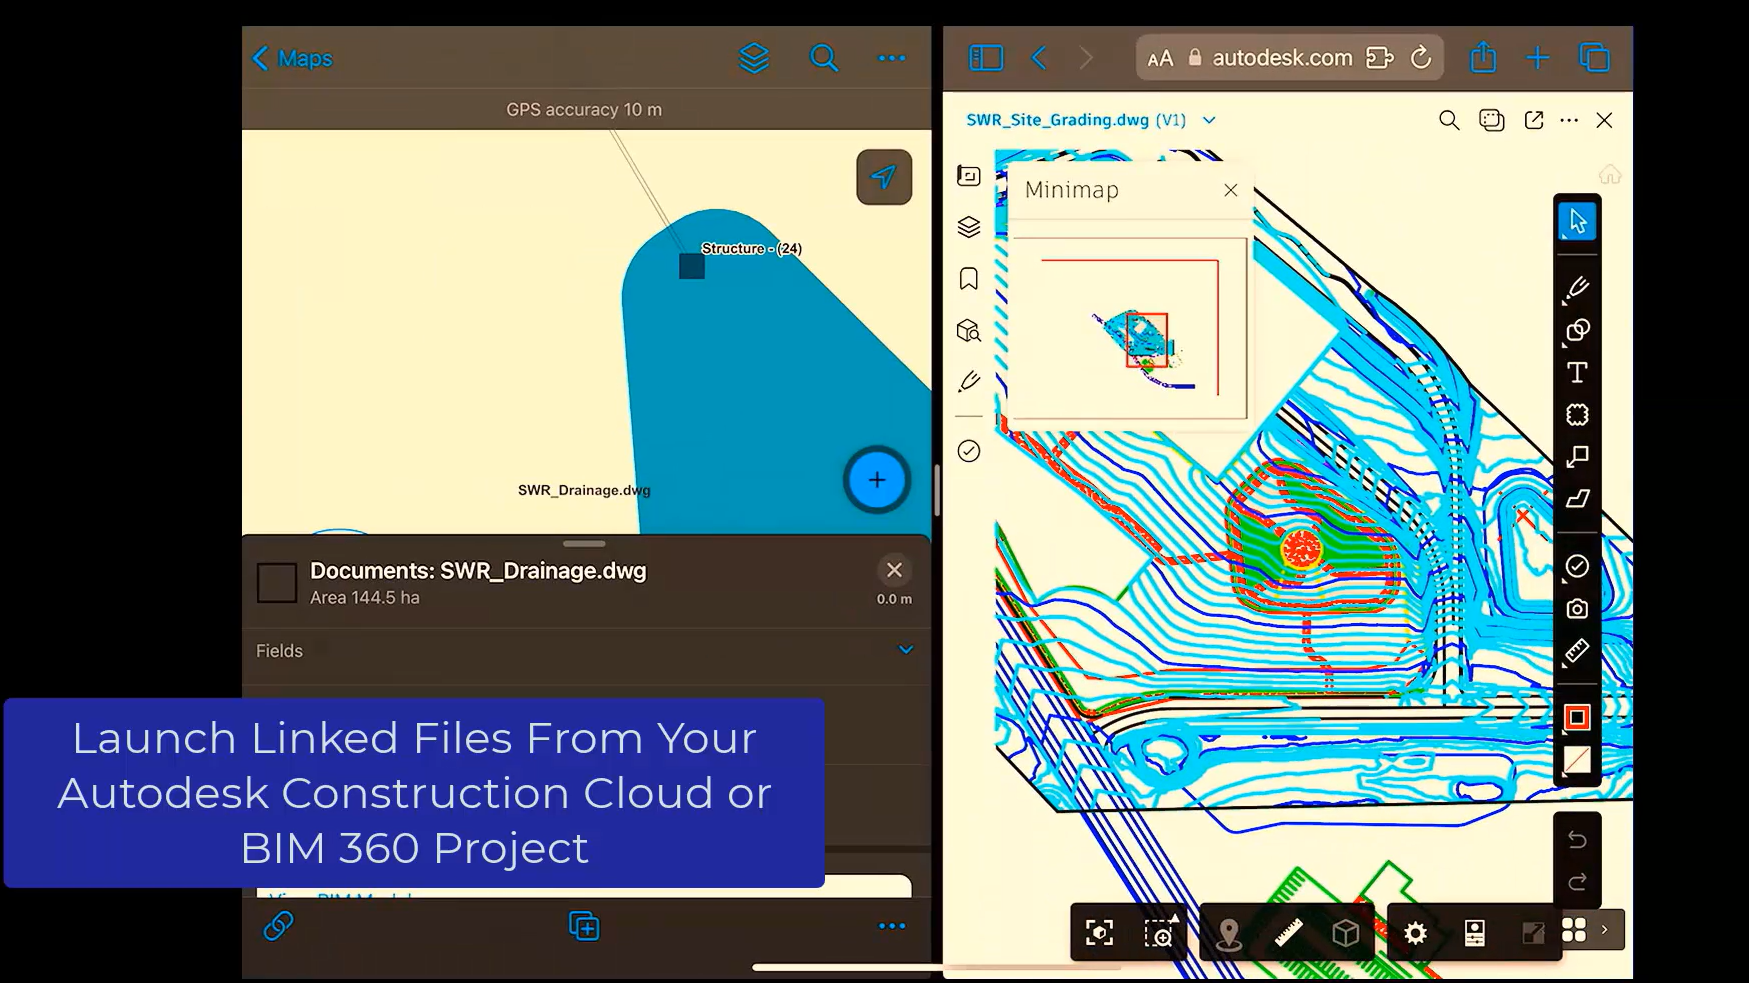 Maps
GPS accuracy 10 m
Structure - (24)
SWR_Drainage.dwg
Documents: SWR_Drainage.dwg
Area 144.5 ha
0.0 m
Fields
Launch Linked Files From Your
Autodesk Construction Cloud or
BIM 360 Project
AA autodesk.com
SWR_Site_Grading.dwg (V1)
Minimap
T